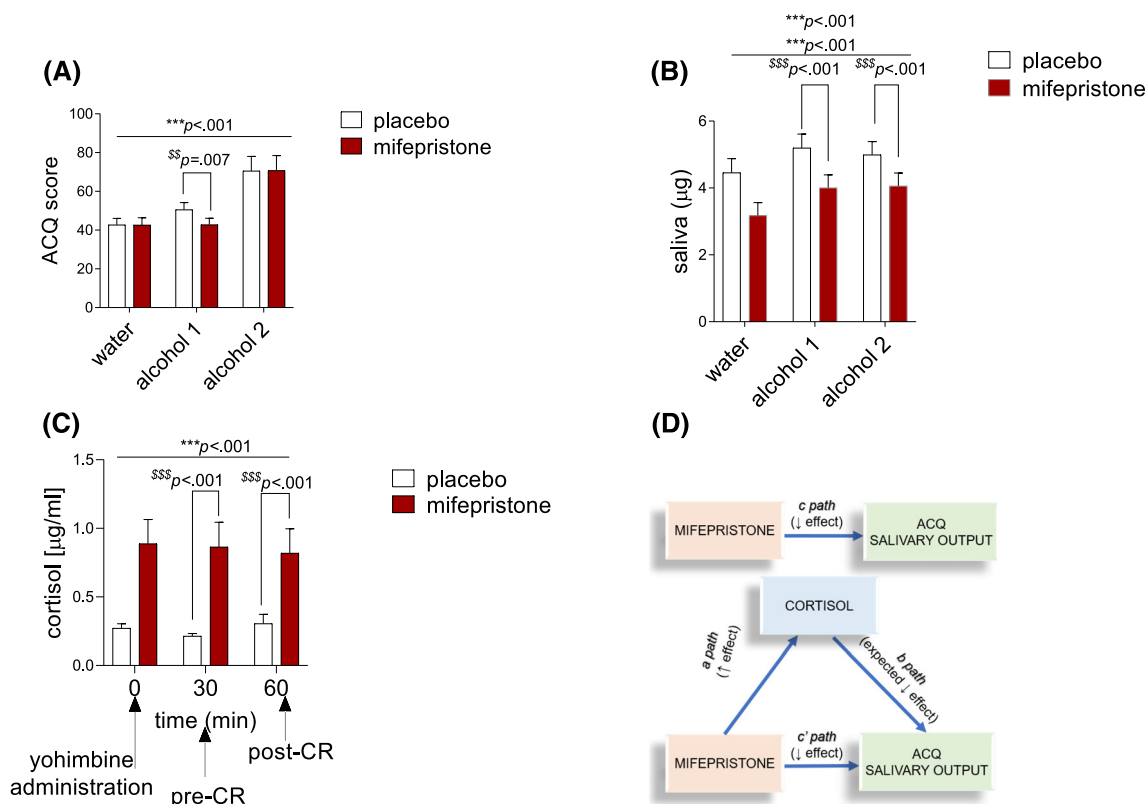 (A)
***p<.001
$$p=.007
placebo
mifepristone
ACQ score
100
80
60
40
20
0
water
alcohol 1
alcohol 2
(B)
***p<.001
***p<.001
$$$p<.001
$$$p<.001
placebo
mifepristone
saliva (µg)
6
4
2
0
water
alcohol 1
alcohol 2
(C)
***p<.001
$$$p<.001
$$$p<.001
placebo
mifepristone
cortisol [µg/ml]
1.5
1.0
0.5
0.0
0
30
60
time (min)
yohimbine
administration
pre-CR
post-CR
(D)
MIFEPRISTONE
c path
(↓ effect)
ACQ
SALIVARY OUTPUT
CORTISOL
a path
(↑ effect)
b path
(expected ↓ effect)
MIFEPRISTONE
c' path
(↓ effect)
ACQ
SALIVARY OUTPUT